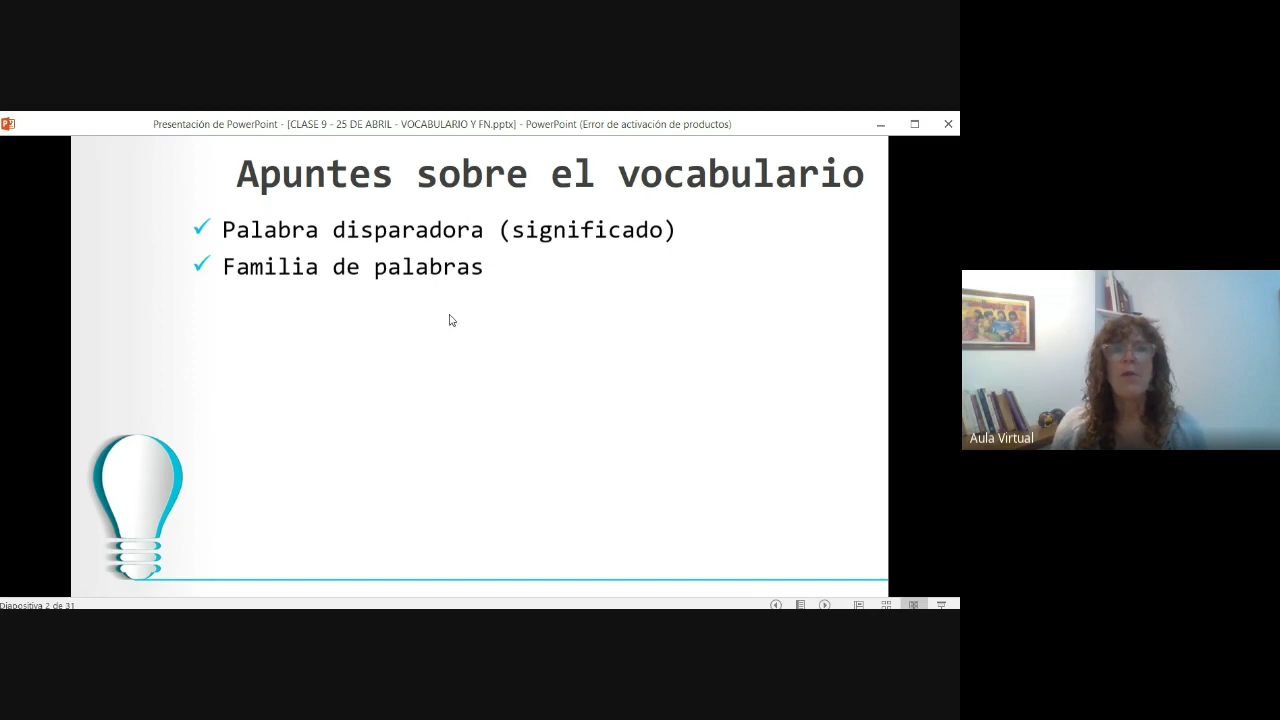 Presentación de PowerPoint - [CLASE 9 - 25 DE ABRIL - VOCABULARIO Y FN.pptx] - PowerPoint (Error de activación de productos)
Apuntes sobre el vocabulario
Palabra disparadora (significado)
Familia de palabras
Aula Virtual
Diapositiva 2 de 31